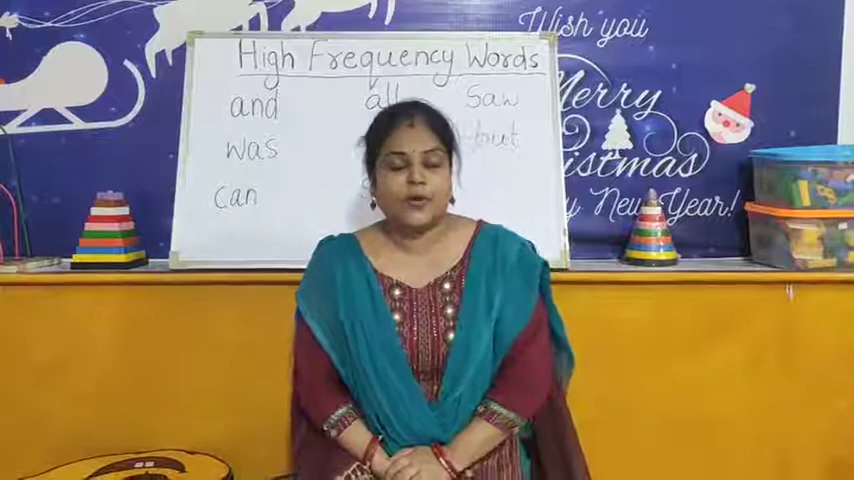 High Frequency Words
and all Saw
was
can
Wish you
Merry
Christmas
New Year!